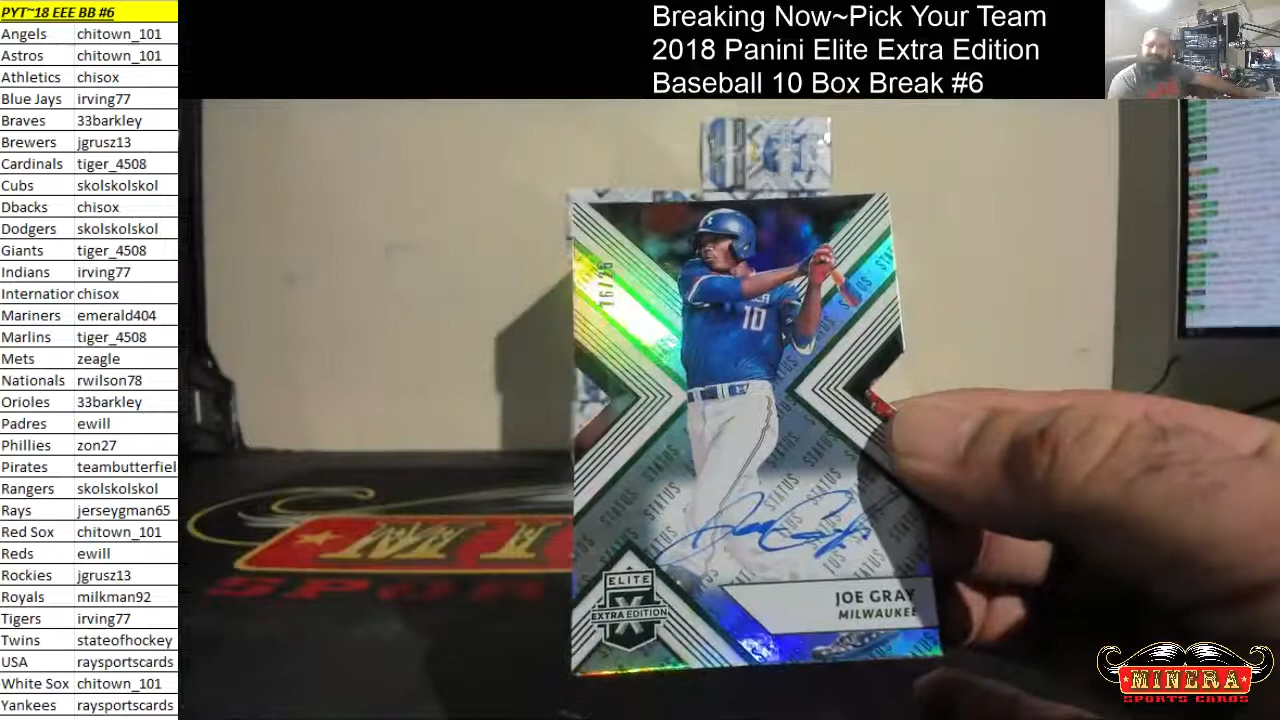 PYT~18 EEE BB #6
Angels chitown_101
Astros chitown_101
Athletics chisox
Blue Jays irving77
Braves 33barkley
Brewers jgrusz13
Cardinals tiger_4508
Cubs skolskolskol
Dbacks chisox
Dodgers skolskolskol
Giants tiger_4508
Indians irving77
Internation chisox
Mariners emerald404
Marlins tiger_4508
Mets zeagle
Nationals rwilson78
Orioles 33barkley
Padres ewill
Phillies zon27
Pirates teambutterfiel
Rangers skolskolskol
Rays jerseygman65
Red Sox chitown_101
Reds ewill
Rockies jgrusz13
Royals milkman92
Tigers irving77
Twins stateofhockey
USA raysportscards
White Sox chitown_101
Yankees raysportscards
Breaking Now~Pick Your Team
2018 Panini Elite Extra Edition
Baseball 10 Box Break #6
10
STATUS
STATUS
STATUS
STATUS
ELITE
EXTRA EDITION
X
JOE GRAY
MILWAUKEE
MINERA
SPORTS CARDS